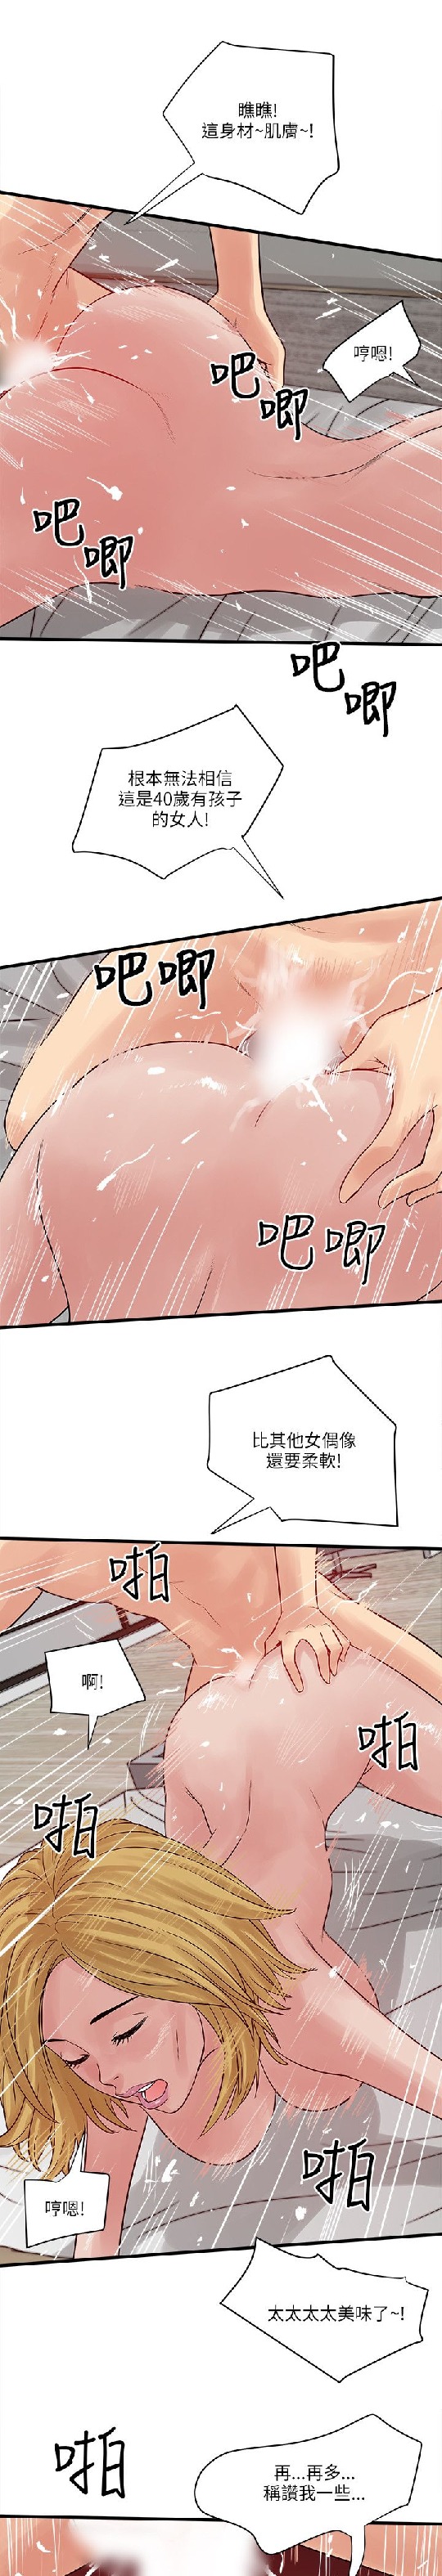 瞧瞧!
這身材~肌膚~!
哼嗯!
吧
唧
吧
唧
吧
唧
根本無法相信
這是40歲有孩子
的女人!
吧唧
吧唧
比其他女偶像
還要柔軟!
啪
啊!
啪
啪
啪
哼嗯!
太太太太美味了~!
啪
再...再多...
稱讚我一些...